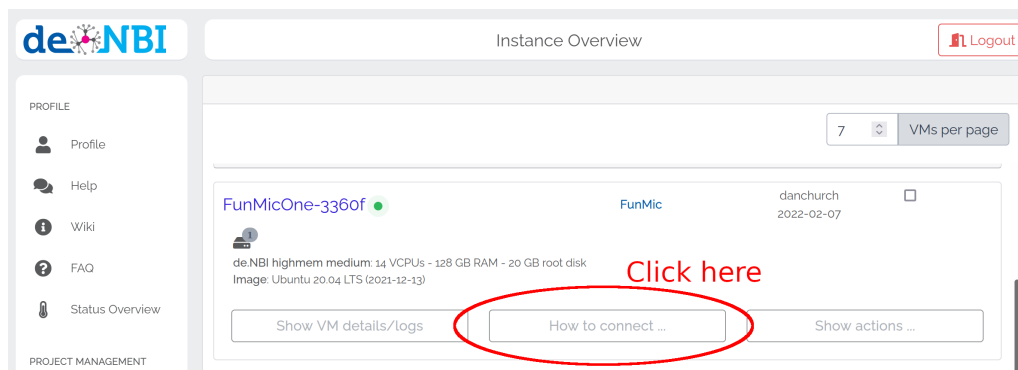 de NBI
Instance Overview
Logout
PROFILE
Profile
Help
Wiki
FAQ
Status Overview
PROJECT MANAGEMENT
7
VMs per page
FunMicOne-3360f
FunMic
danchurch
2022-02-07
1
de.NBI highmem medium: 14 VCPUs - 128 GB RAM - 20 GB root disk
Image: Ubuntu 20.04 LTS (2021-12-13)
Click here
Show VM details/logs
How to connect ...
Show actions ...